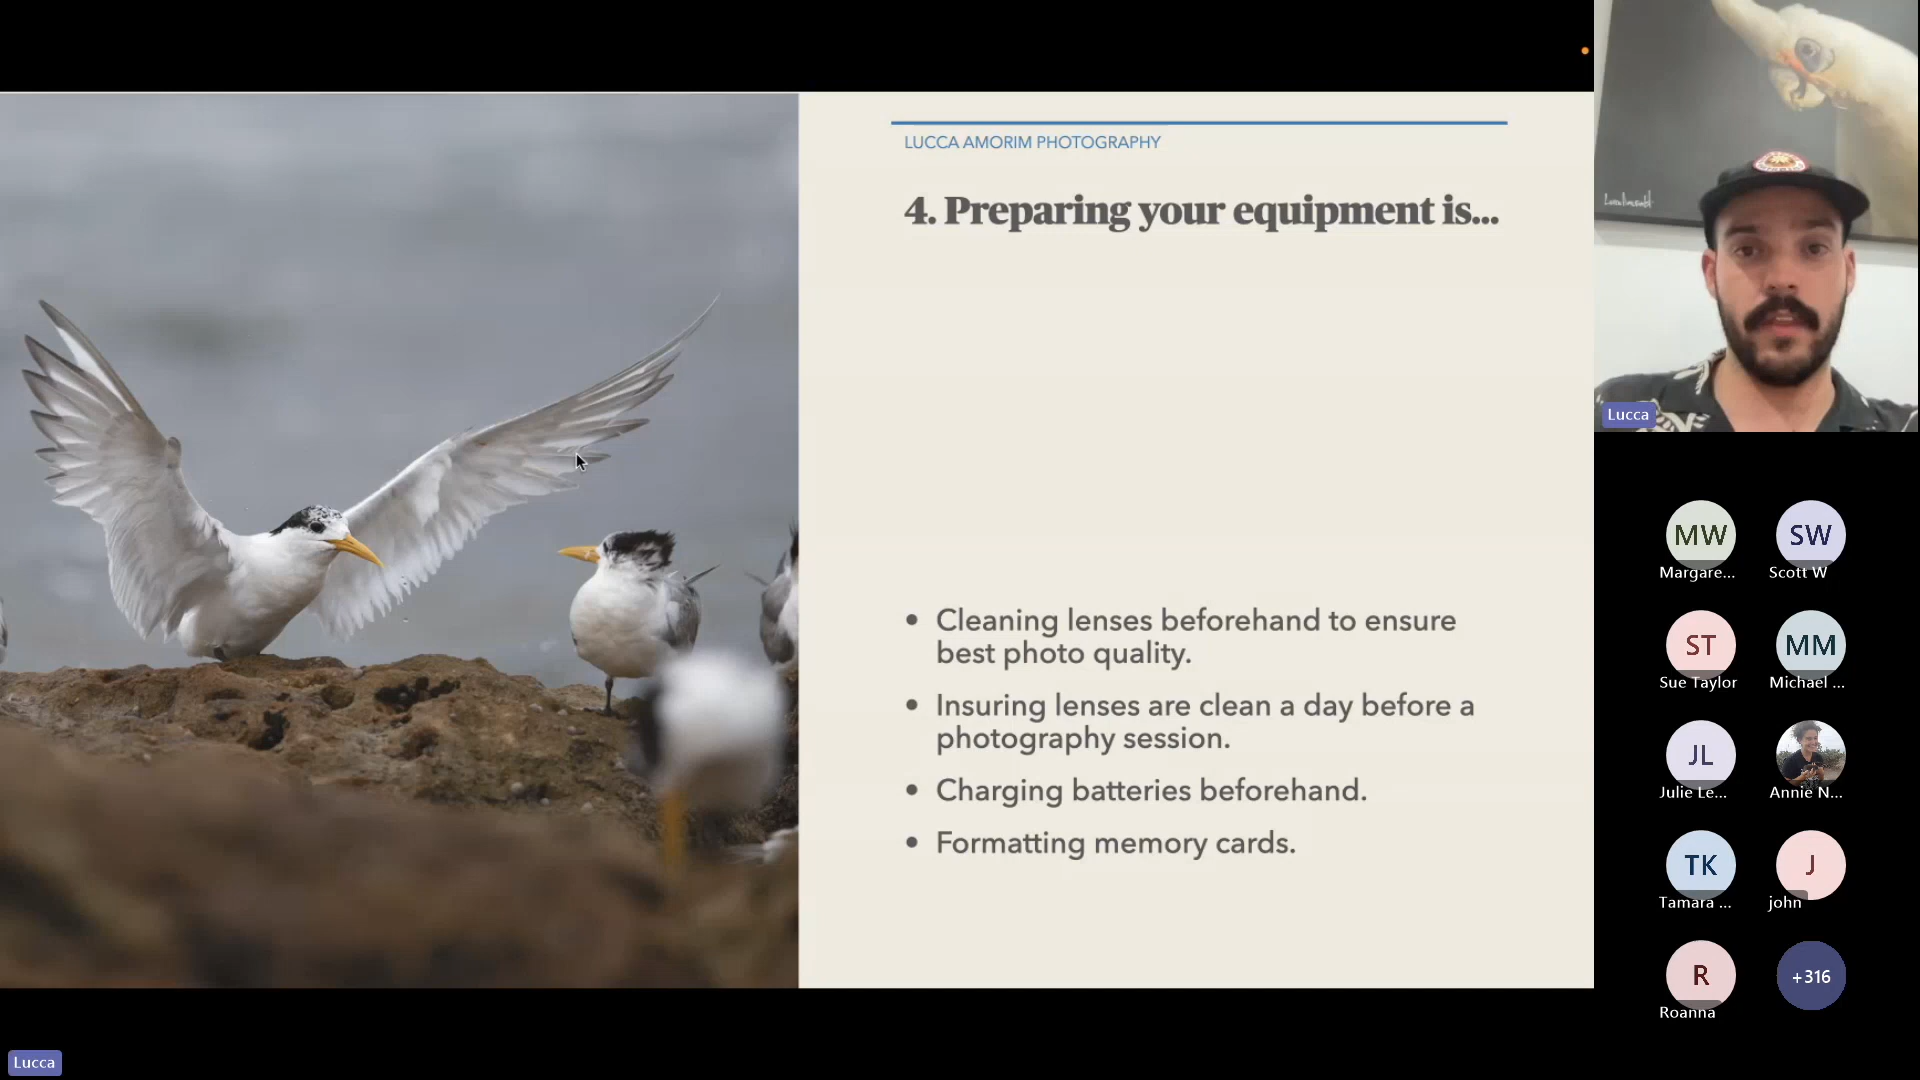 LUCCA AMORIM PHOTOGRAPHY
4. Preparing your equipment is...
• Cleaning lenses beforehand to ensure
best photo quality.
• Insuring lenses are clean a day before a
photography session.
• Charging batteries beforehand.
• Formatting memory cards.
Lucca
MW
Margare...
SW
Scott W
ST
Sue Taylor
MM
Michael ...
JL
Julie Le...
Annie N...
TK
Tamara ...
J
john
R
Roanna
+316
Lucca